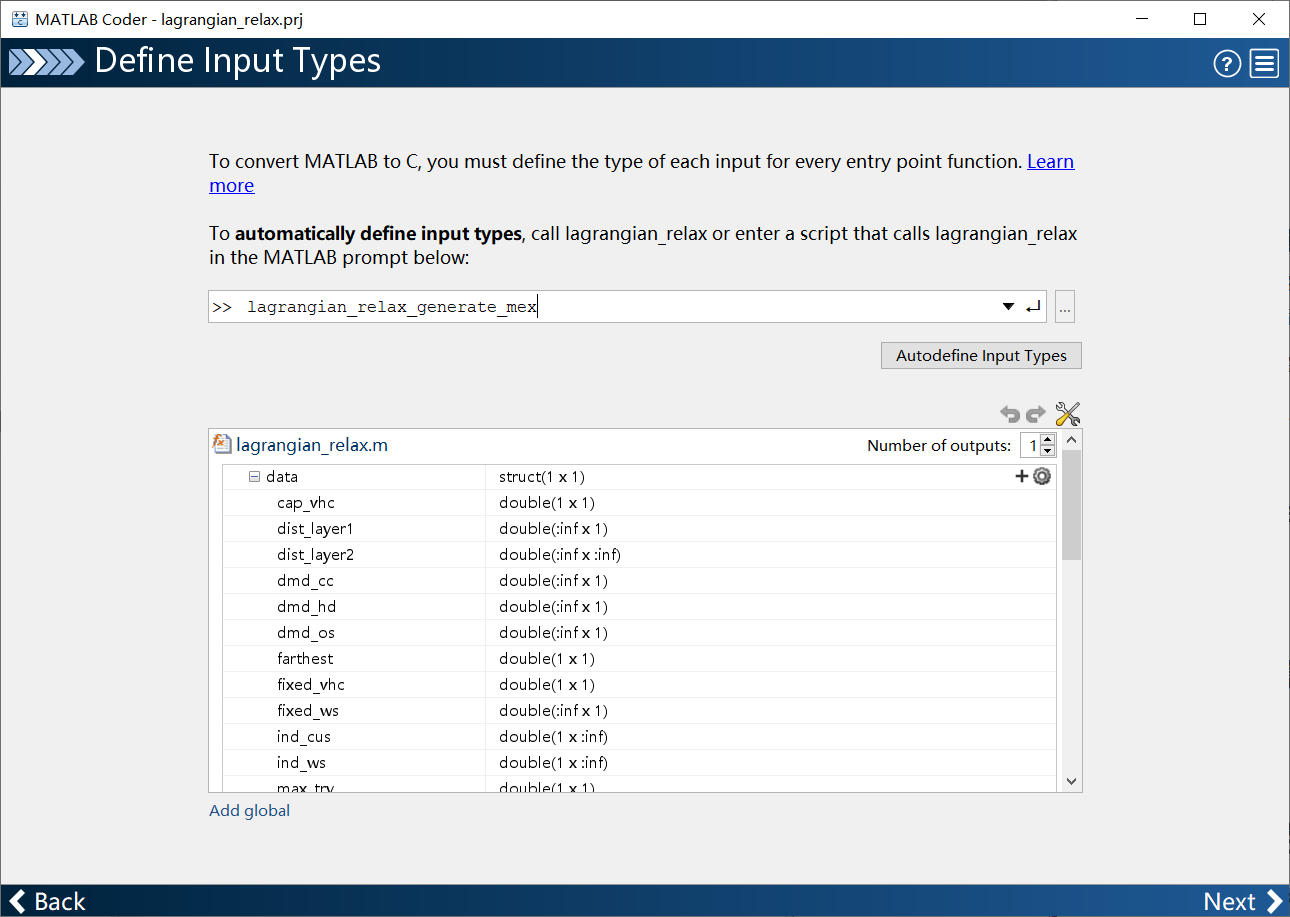 MATLAB Coder - lagrangian_relax.prj
Define Input Types
To convert MATLAB to C, you must define the type of each input for every entry point function. Learn
more
To automatically define input types, call lagrangian_relax or enter a script that calls lagrangian_relax
in the MATLAB prompt below:
>> lagrangian_relax_generate_mex
...
Autodefine Input Types
lagrangian_relax.m Number of outputs: 1
data struct(1 x 1)
cap_vhc double(1 x 1)
dist_layer1 double(:inf x 1)
dist_layer2 double(:inf x :inf)
dmd_cc double(:inf x 1)
dmd_hd double(:inf x 1)
dmd_os double(:inf x 1)
farthest double(1 x 1)
fixed_vhc double(1 x 1)
fixed_ws double(:inf x 1)
ind_cus double(1 x :inf)
ind_ws double(1 x :inf)
max_try double(1 x 1)
Add global
Back Next